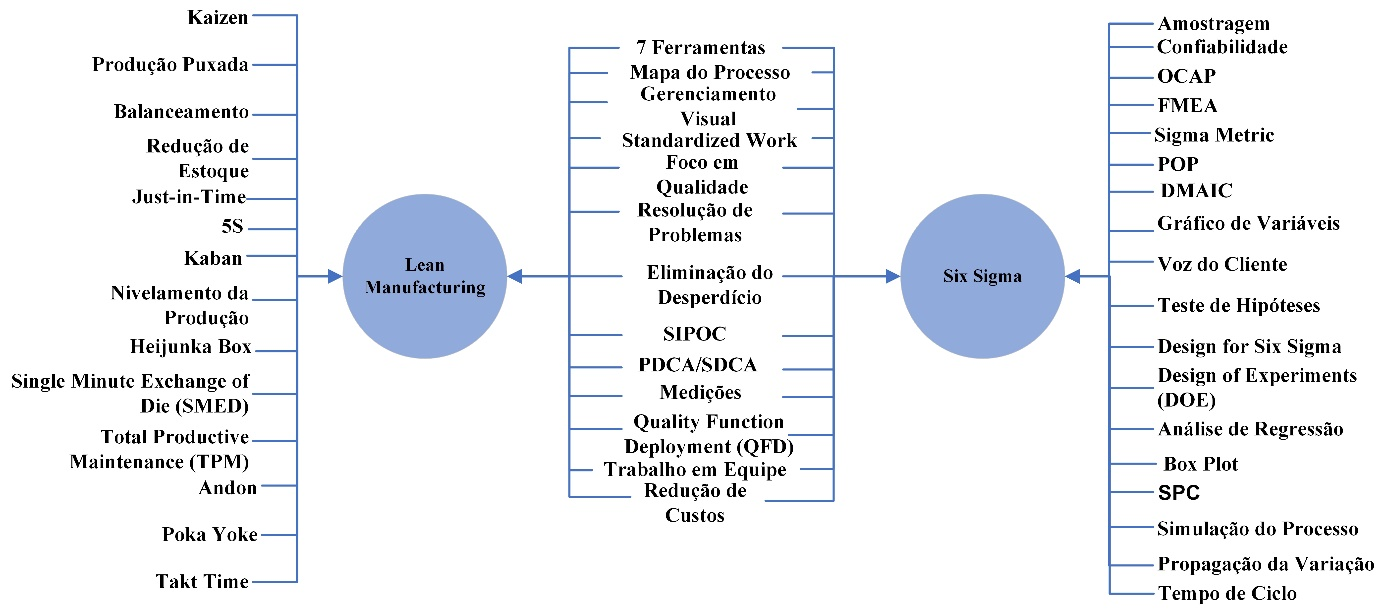 Kaizen
Produção Puxada
Balanceamento
Redução de
Estoque
Just-in-Time
5S
Kaban
Nivelamento da
Produção
Heijunka Box
Single Minute Exchange of
Die (SMED)
Total Productive
Maintenance (TPM)
Andon
Poka Yoke
Takt Time
Lean
Manufacturing
7 Ferramentas
Mapa do Processo
Gerenciamento
Visual
Standardized Work
Foco em
Qualidade
Resolução de
Problemas
Eliminação do
Desperdício
SIPOC
PDCA/SDCA
Medições
Quality Function
Deployment (QFD)
Trabalho em Equipe
Redução de
Custos
Six Sigma
Amostragem
Confiabilidade
OCAP
FMEA
Sigma Metric
POP
DMAIC
Gráfico de Variáveis
Voz do Cliente
Teste de Hipóteses
Design for Six Sigma
Design of Experiments
(DOE)
Análise de Regressão
Box Plot
SPC
Simulação do Processo
Propagação da Variação
Tempo de Ciclo